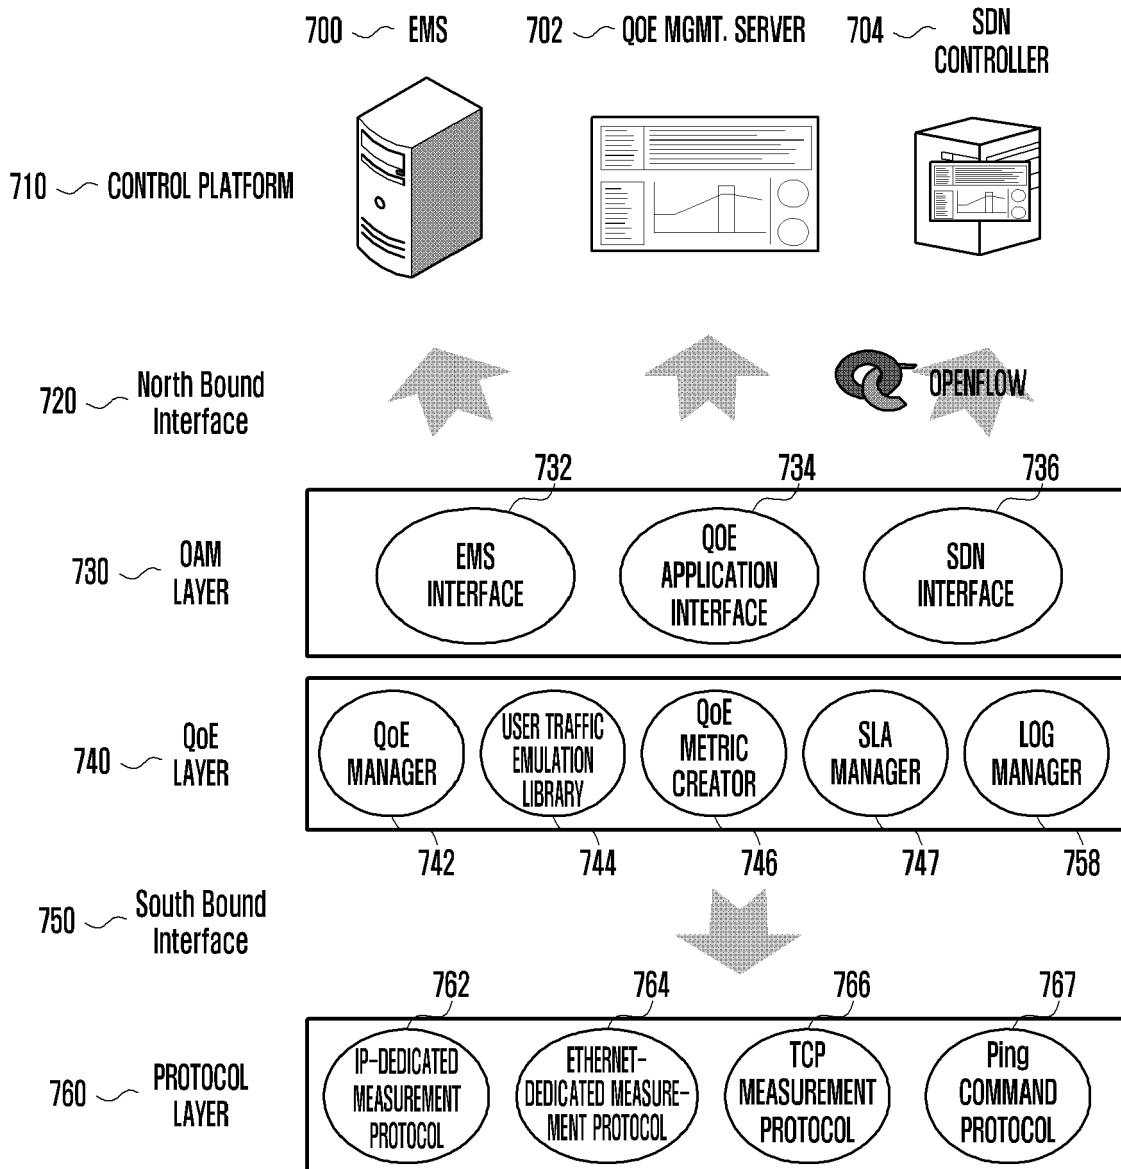 700 EMS
702 QOE MGMT. SERVER
704 SDN
CONTROLLER
710 CONTROL PLATFORM
720 North Bound
Interface
OPENFLOW
732
734
736
730 OAM
LAYER
EMS
INTERFACE
QOE
APPLICATION
INTERFACE
SDN
INTERFACE
740 QoE
LAYER
QoE
MANAGER
USER TRAFFIC
EMULATION
LIBRARY
QoE
METRIC
CREATOR
SLA
MANAGER
LOG
MANAGER
742
744
746
747
758
750 South Bound
Interface
762
764
766
767
760 PROTOCOL
LAYER
IP-DEDICATED
MEASUREMENT
PROTOCOL
ETHERNET-
DEDICATED MEASURE-
MENT PROTOCOL
TCP
MEASUREMENT
PROTOCOL
Ping
COMMAND
PROTOCOL